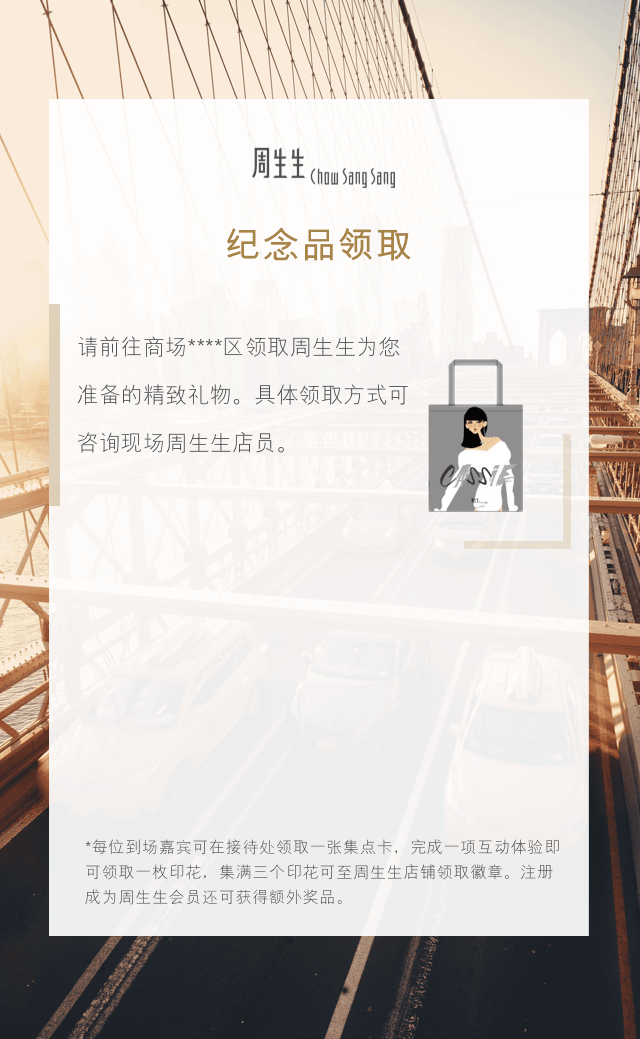 周生生 Chow Sang Sang
纪念品领取
请前往商场****区领取周生生为您
准备的精致礼物。具体领取方式可
咨询现场周生生店员。
*每位到场嘉宾可在接待处领取一张集点卡，完成一项互动体验即
可领取一枚印花，集满三个印花可至周生生店铺领取徽章。注册
成为周生生会员还可获得额外奖品。